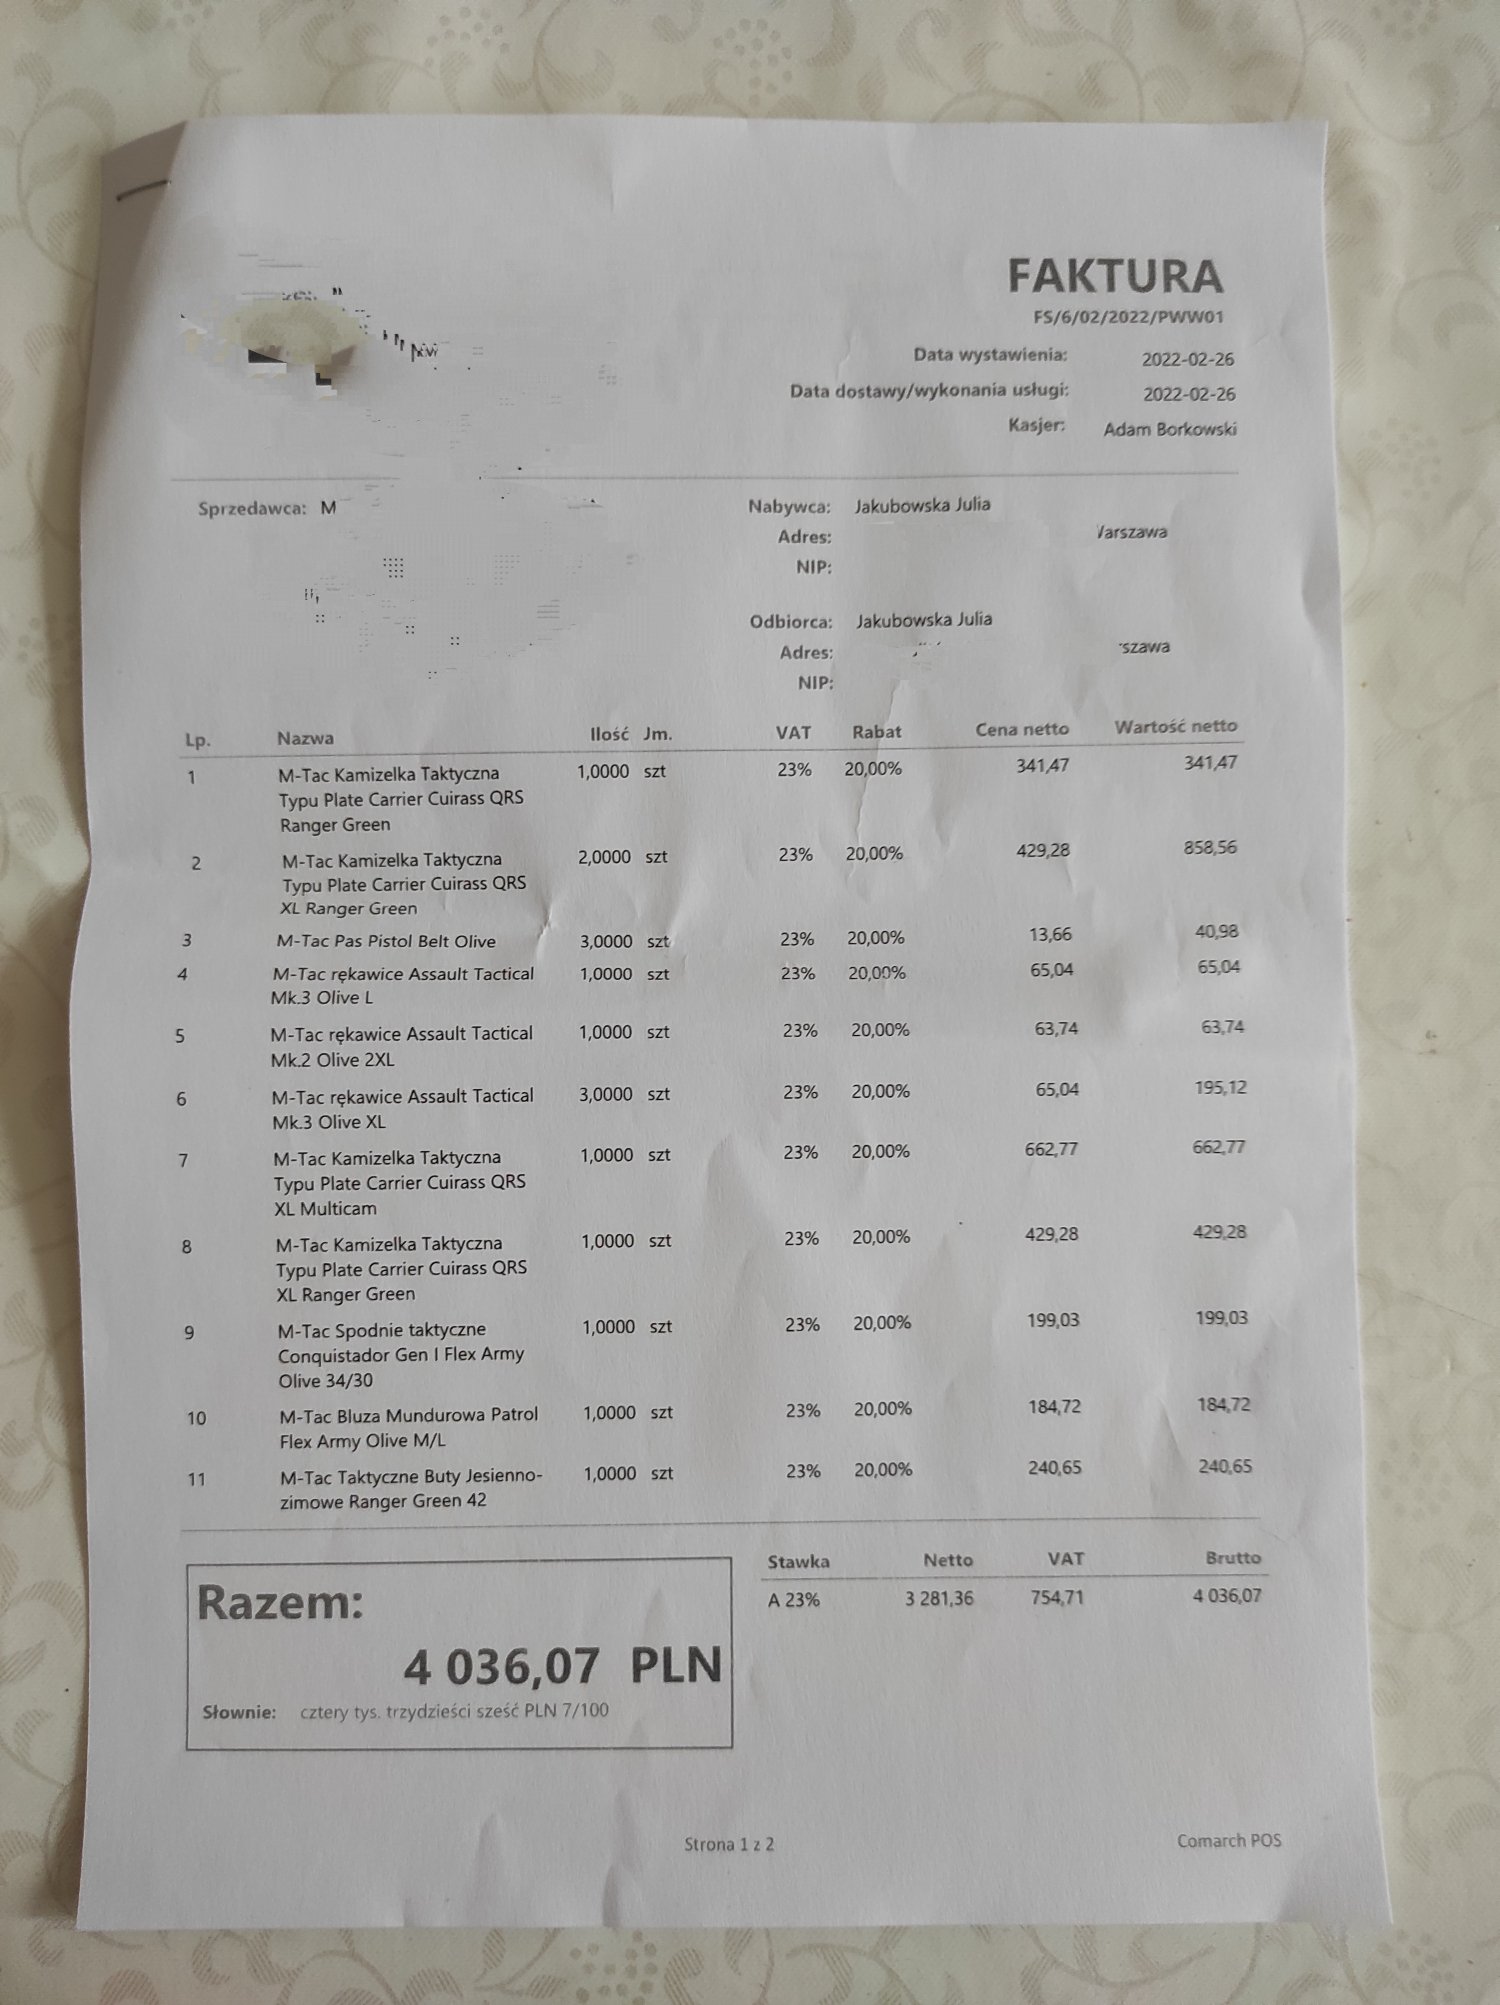 FAKTURA
FS/6/02/2022/PWW01
Data wystawienia: 2022-02-26
Data dostawy/wykonania usługi: 2022-02-26
Kasjer: Adam Borkowski
Sprzedawca: M
Nabywca: Jakubowska Julia
Adres: arszawa
NIP:
Odbiorca: Jakubowska Julia
Adres: szawa
NIP:
Lp. Nazwa Ilość Jm. VAT Rabat Cena netto Wartość netto
1 M-Tac Kamizelka Taktyczna 1,0000 szt 23% 20,00% 341,47 341,47
Typu Plate Carrier Cuirass QRS
Ranger Green
2 M-Tac Kamizelka Taktyczna 2,0000 szt 23% 20,00% 429,28 858,56
Typu Plate Carrier Cuirass QRS
XL Ranger Green
3 M-Tac Pas Pistol Belt Olive 3,0000 szt 23% 20,00% 13,66 40,98
4 M-Tac rękawice Assault Tactical 1,0000 szt 23% 20,00% 65,04 65,04
Mk.3 Olive L
5 M-Tac rękawice Assault Tactical 1,0000 szt 23% 20,00% 63,74 63,74
Mk.2 Olive 2XL
6 M-Tac rękawice Assault Tactical 3,0000 szt 23% 20,00% 65,04 195,12
Mk.3 Olive XL
7 M-Tac Kamizelka Taktyczna 1,0000 szt 23% 20,00% 662,77 662,77
Typu Plate Carrier Cuirass QRS
XL Multicam
8 M-Tac Kamizelka Taktyczna 1,0000 szt 23% 20,00% 429,28 429,28
Typu Plate Carrier Cuirass QRS
XL Ranger Green
9 M-Tac Spodnie taktyczne 1,0000 szt 23% 20,00% 199,03 199,03
Conquistador Gen I Flex Army
Olive 34/30
10 M-Tac Bluza Mundurowa Patrol 1,0000 szt 23% 20,00% 184,72 184,72
Flex Army Olive M/L
11 M-Tac Taktyczne Buty Jesienno- 1,0000 szt 23% 20,00% 240,65 240,65
zimowe Ranger Green 42
Stawka Netto VAT Brutto
A 23% 3 281,36 754,71 4 036,07
Razem:
4 036,07 PLN
Słownie: cztery tys. trzydzieści sześć PLN 7/100
Strona 1 z 2
Comarch POS